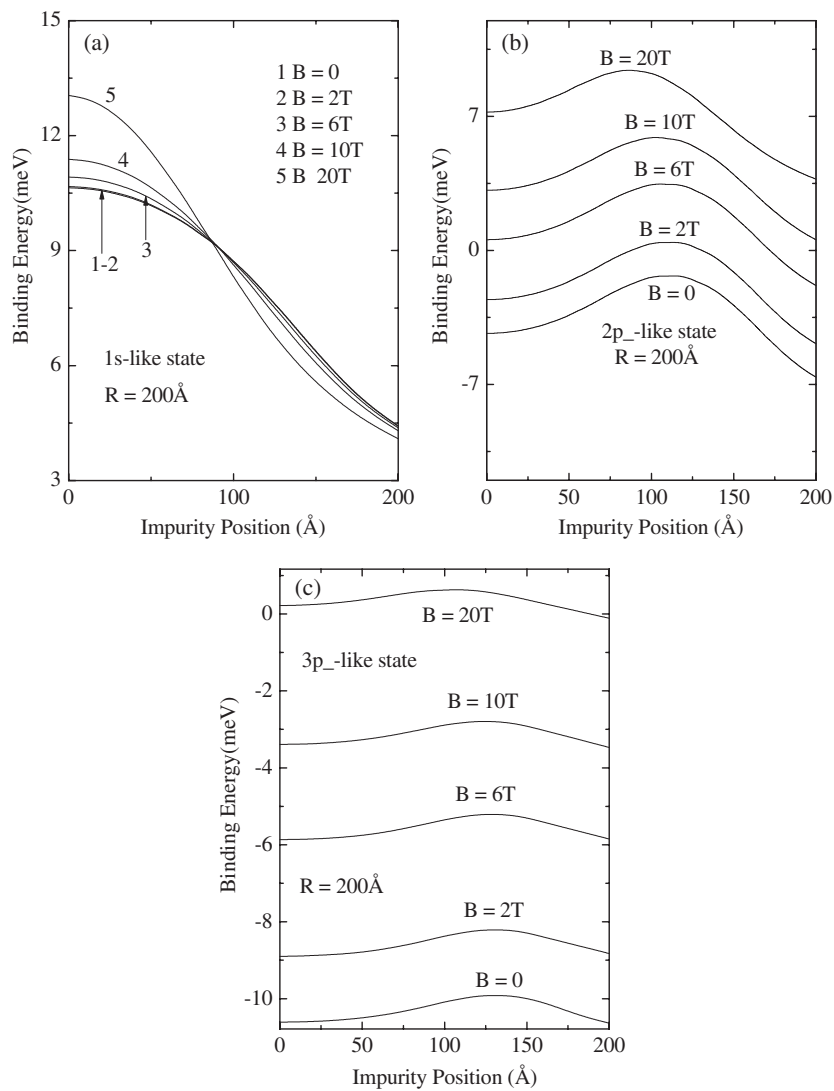 (a)
1 B = 0
2 B = 2T
3 B = 6T
4 B = 10T
5 B 20T
5
4
1-2
3
1s-like state
R = 200Å
15
12
9
6
3
0
100
200
Binding Energy(meV)
Impurity Position (Å)
(b)
B = 20T
B = 10T
B = 6T
B = 2T
B = 0
2p_-like state
R = 200Å
7
0
-7
0
50
100
150
200
Binding Energy (meV)
Impurity Position (Å)
(c)
B = 20T
3p_-like state
B = 10T
B = 6T
R = 200Å
B = 2T
B = 0
0
-2
-4
-6
-8
-10
0
50
100
150
200
Binding Energy(meV)
Impurity Position (Å)